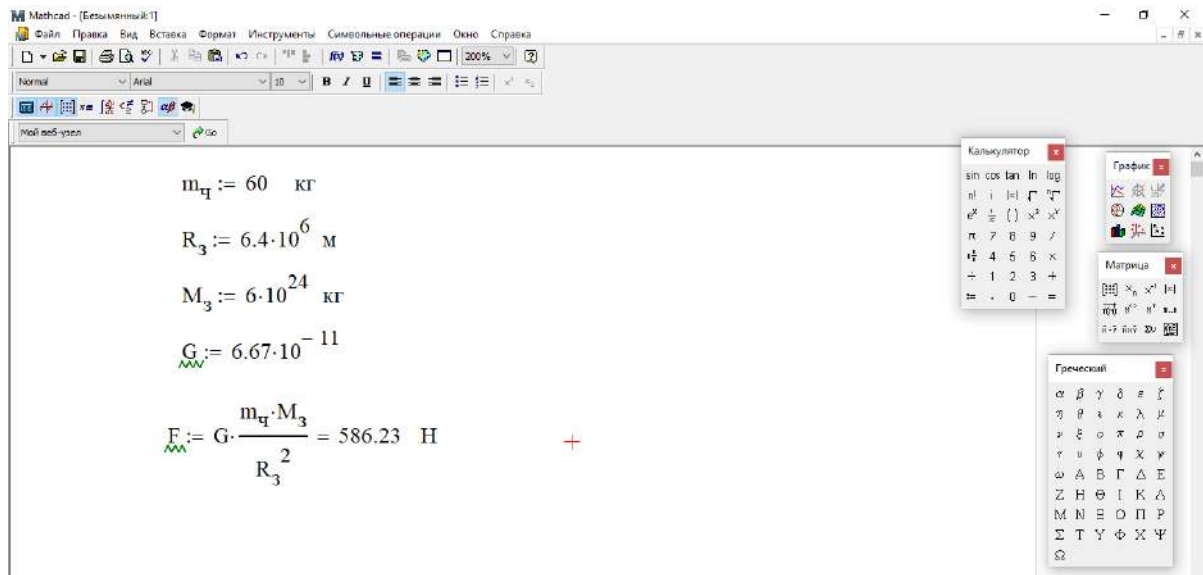 Mathcad - [Безымянный:1]
Файл Правка Вид Вставка Формат Инструменты Символьные операции Окно Справка
200%
Normal Arial 10 B I U
αβ
Мой веб-узел Go
mч := 60 кг
Rз := 6.4·10^6 м
Mз := 6·10^24 кг
G := 6.67·10^-11
F := G· mч·Mз / Rз^2 = 586.23 Н
Калькулятор
sin cos tan ln log
n! i |×| √ ⁿ√
e^x 1/x ( ) x² x^Y
π 7 8 9 /
4 5 6 ×
÷ 1 2 3 +
:= . 0 − =
График
Матрица
Греческий
α β γ δ ε ζ
η θ ι κ λ μ
ν ξ ο π ρ σ
τ υ ϕ φ χ ψ
ω Α Β Γ Δ Ε
Ζ Η Θ Ι Κ Λ
Μ Ν Ξ Ο Π Ρ
Σ Τ Υ Φ Χ Ψ
Ω